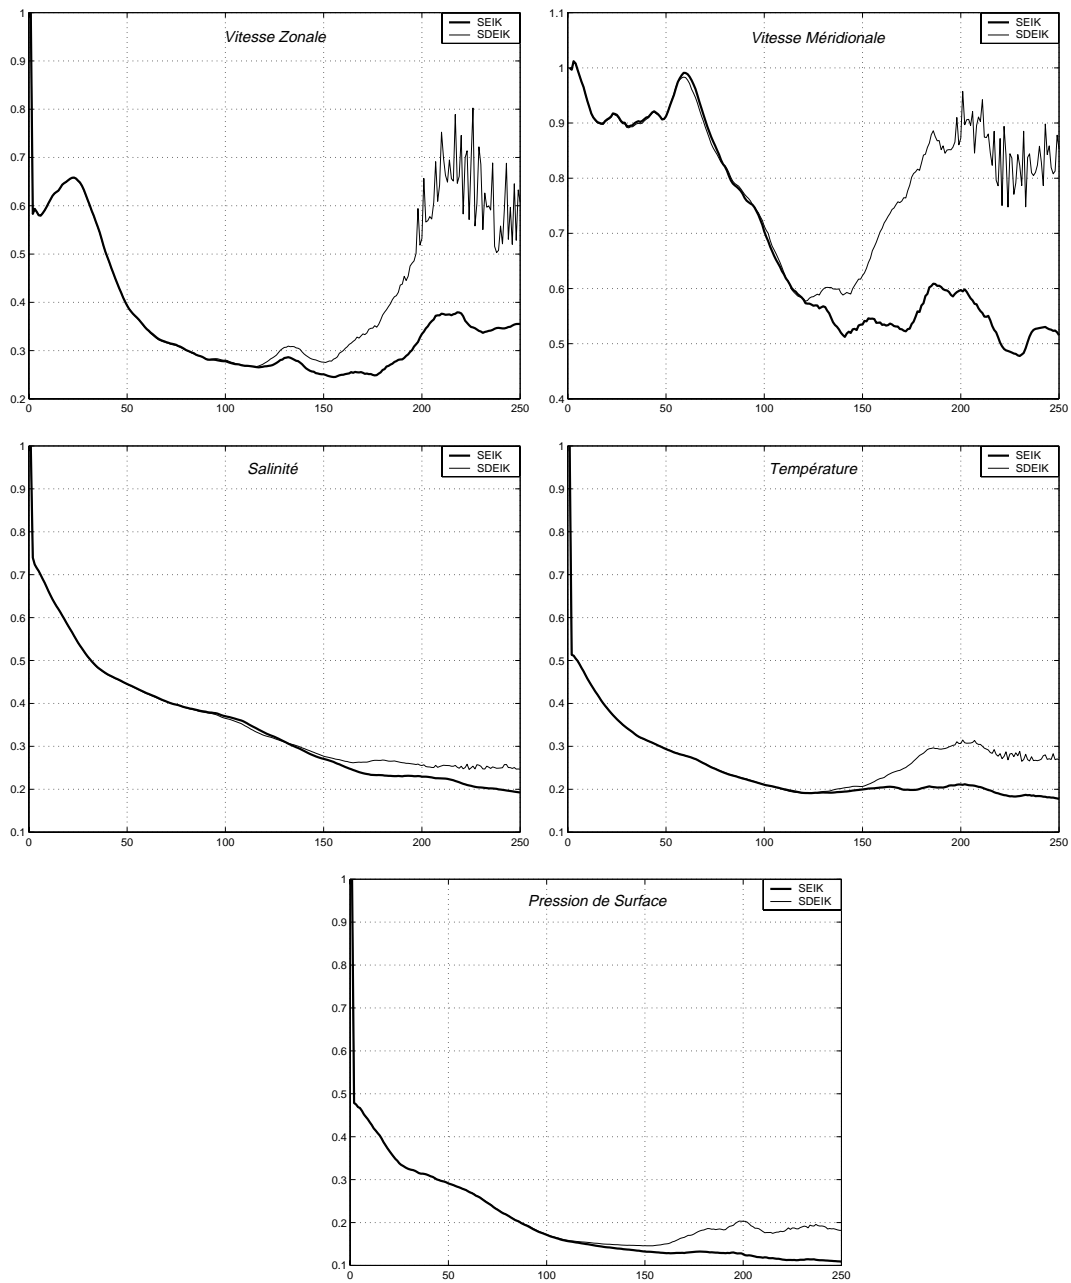 Vitesse Zonale
SEIK
SDEIK
1
0.9
0.8
0.7
0.6
0.5
0.4
0.3
0.2
0 50 100 150 200 250
Vitesse Méridionale
SEIK
SDEIK
1.1
1
0.9
0.8
0.7
0.6
0.5
0.4
0 50 100 150 200 250
Salinité
SEIK
SDEIK
1
0.9
0.8
0.7
0.6
0.5
0.4
0.3
0.2
0.1
0 50 100 150 200 250
Température
SEIK
SDEIK
1
0.9
0.8
0.7
0.6
0.5
0.4
0.3
0.2
0.1
0 50 100 150 200 250
Pression de Surface
SEIK
SDEIK
1
0.9
0.8
0.7
0.6
0.5
0.4
0.3
0.2
0.1
0 50 100 150 200 250